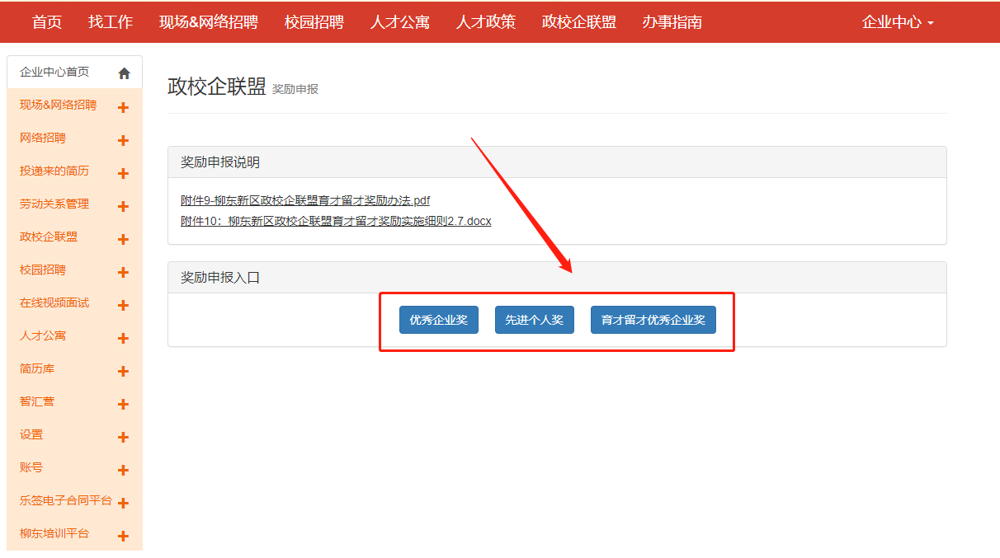 首页 找工作 现场&网络招聘 校园招聘 人才公寓 人才政策 政校企联盟 办事指南 企业中心
企业中心首页
现场&网络招聘
网络招聘
投递来的简历
劳动关系管理
政校企联盟
校园招聘
在线视频面试
人才公寓
简历库
智汇营
设置
账号
乐签电子合同平台
柳东培训平台
政校企联盟 奖励申报
奖励申报说明
附件9-柳东新区政校企联盟育才留才奖励办法.pdf
附件10：柳东新区政校企联盟育才留才奖励实施细则2.7.docx
奖励申报入口
优秀企业奖 先进个人奖 育才留才优秀企业奖